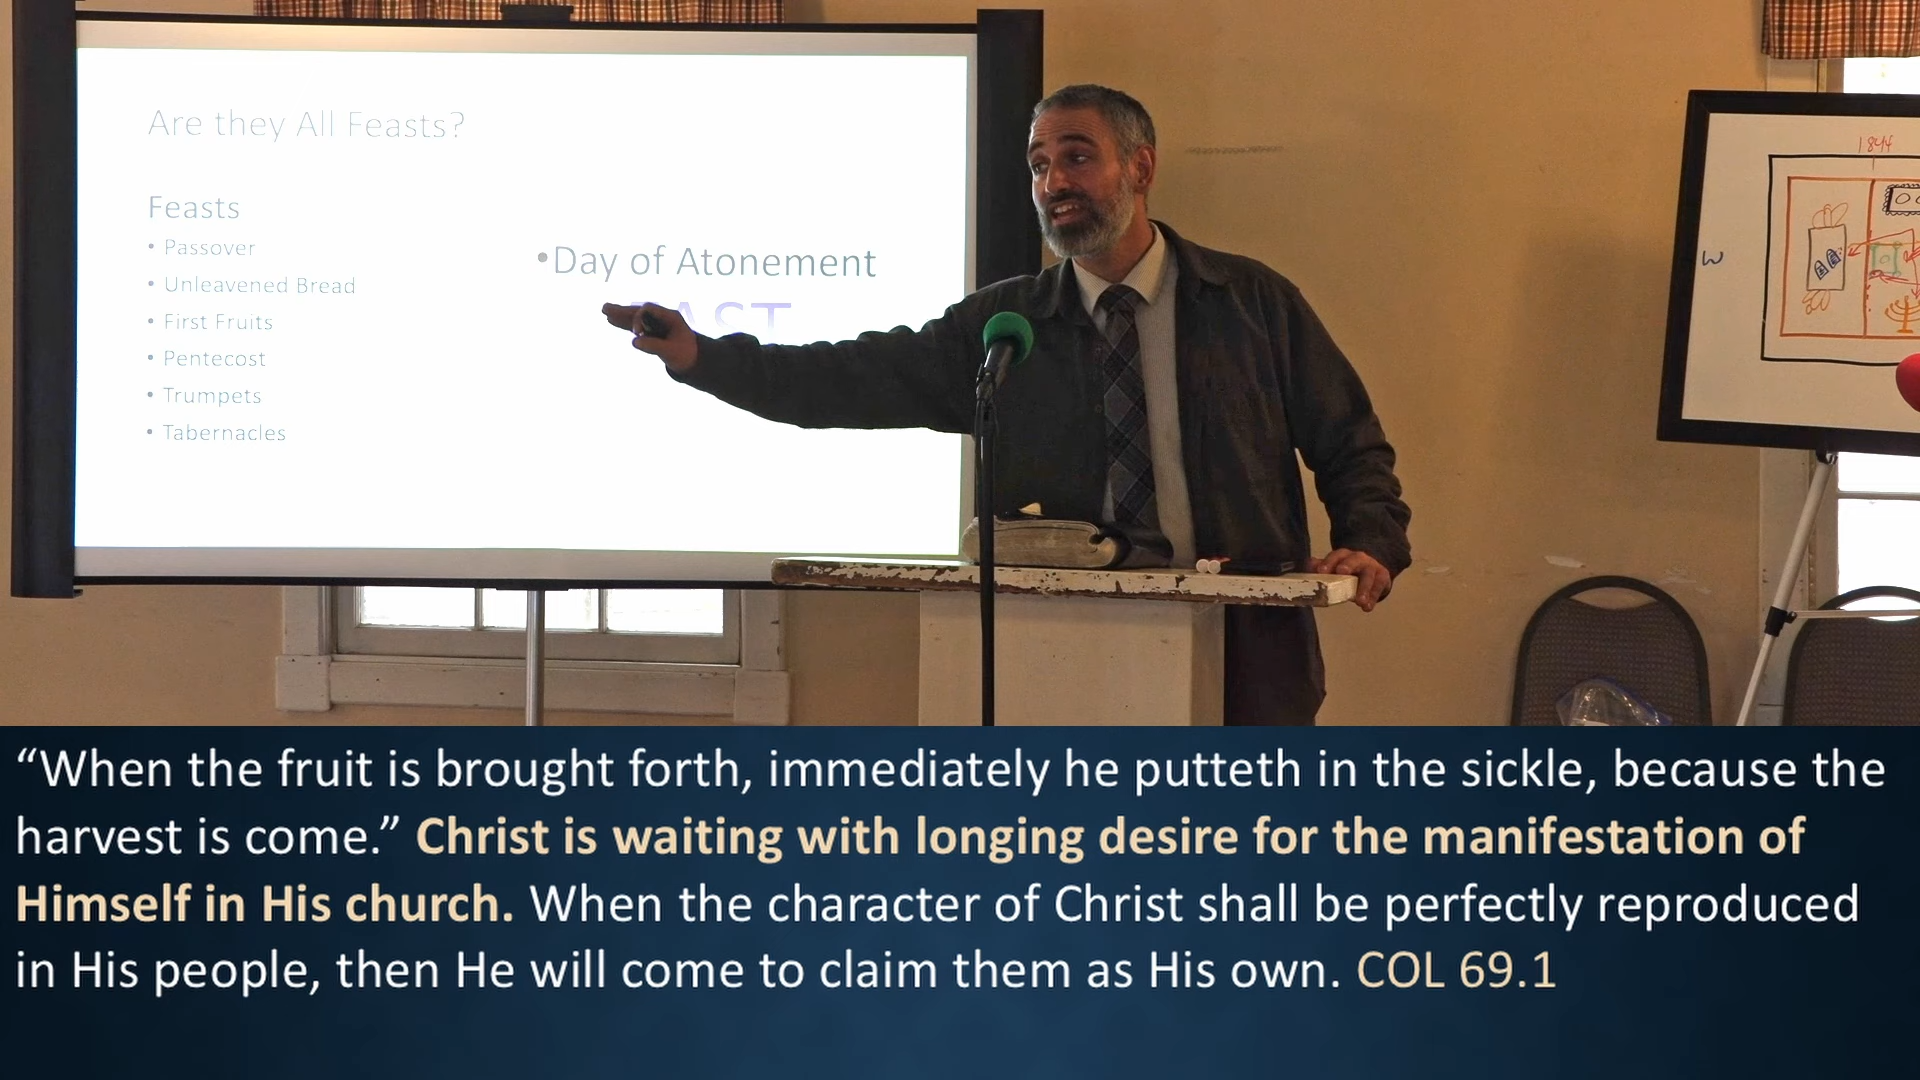 Are they All Feasts?
Feasts
• Passover
• Unleavened Bread
• First Fruits
• Pentecost
• Trumpets
• Tabernacles
•Day of Atonement
1844
W
“When the fruit is brought forth, immediately he putteth in the sickle, because the
harvest is come.” Christ is waiting with longing desire for the manifestation of
Himself in His church. When the character of Christ shall be perfectly reproduced
in His people, then He will come to claim them as His own. COL 69.1